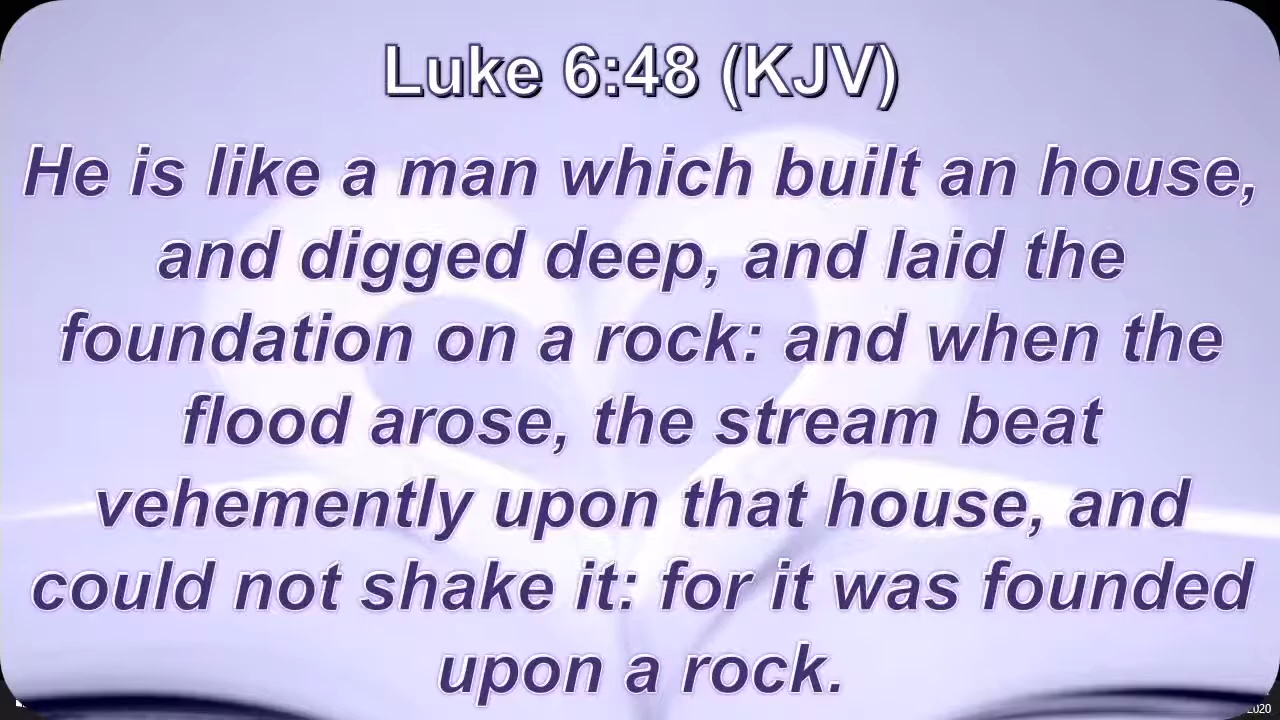 Luke 6:48 (KJV)
He is like a man which built an house,
and digged deep, and laid the
foundation on a rock: and when the
flood arose, the stream beat
vehemently upon that house, and
could not shake it: for it was founded
upon a rock.